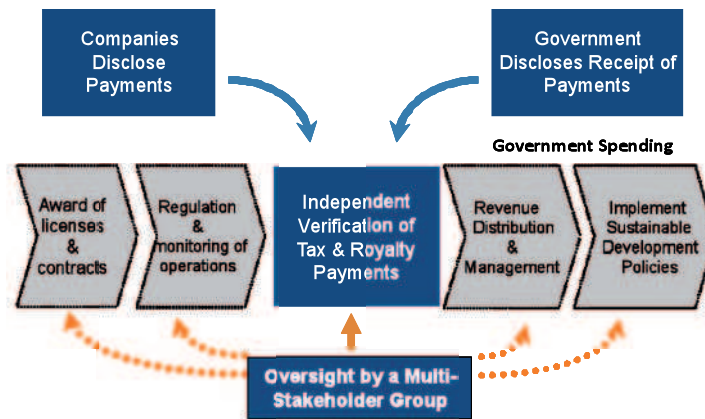 Companies
Disclose
Payments
Government
Discloses Receipt of
Payments
Government Spending
Award of
licenses
&
contracts
Regulation
&
monitoring of
operations
Independent
Verification of
Tax & Royalty
Payments
Revenue
Distribution
&
Management
Implement
Sustainable
Development
Policies
Oversight by a Multi-
Stakeholder Group